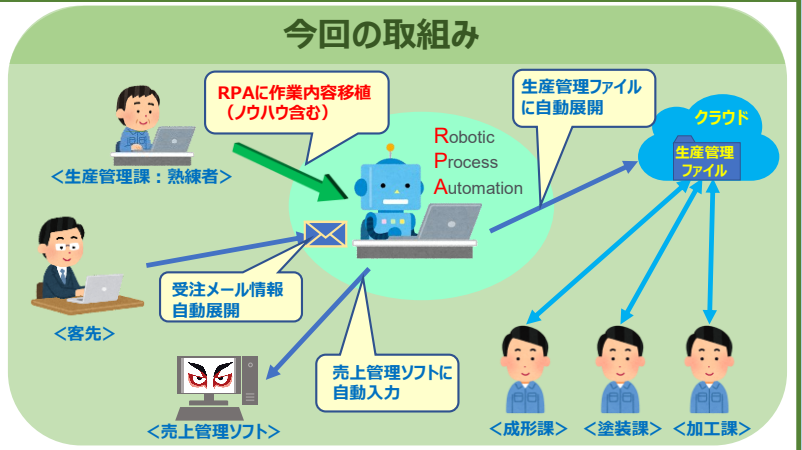 今回の取組み
RPAに作業内容移植
（ノウハウ含む）
生産管理ファイル
に自動展開
クラウド
生産管理
ファイル
Robotic
Process
Automation
<生産管理課：熟練者>
受注メール情報
自動展開
<客先>
売上管理ソフトに
自動入力
<売上管理ソフト>
<成形課>
<塗装課>
<加工課>